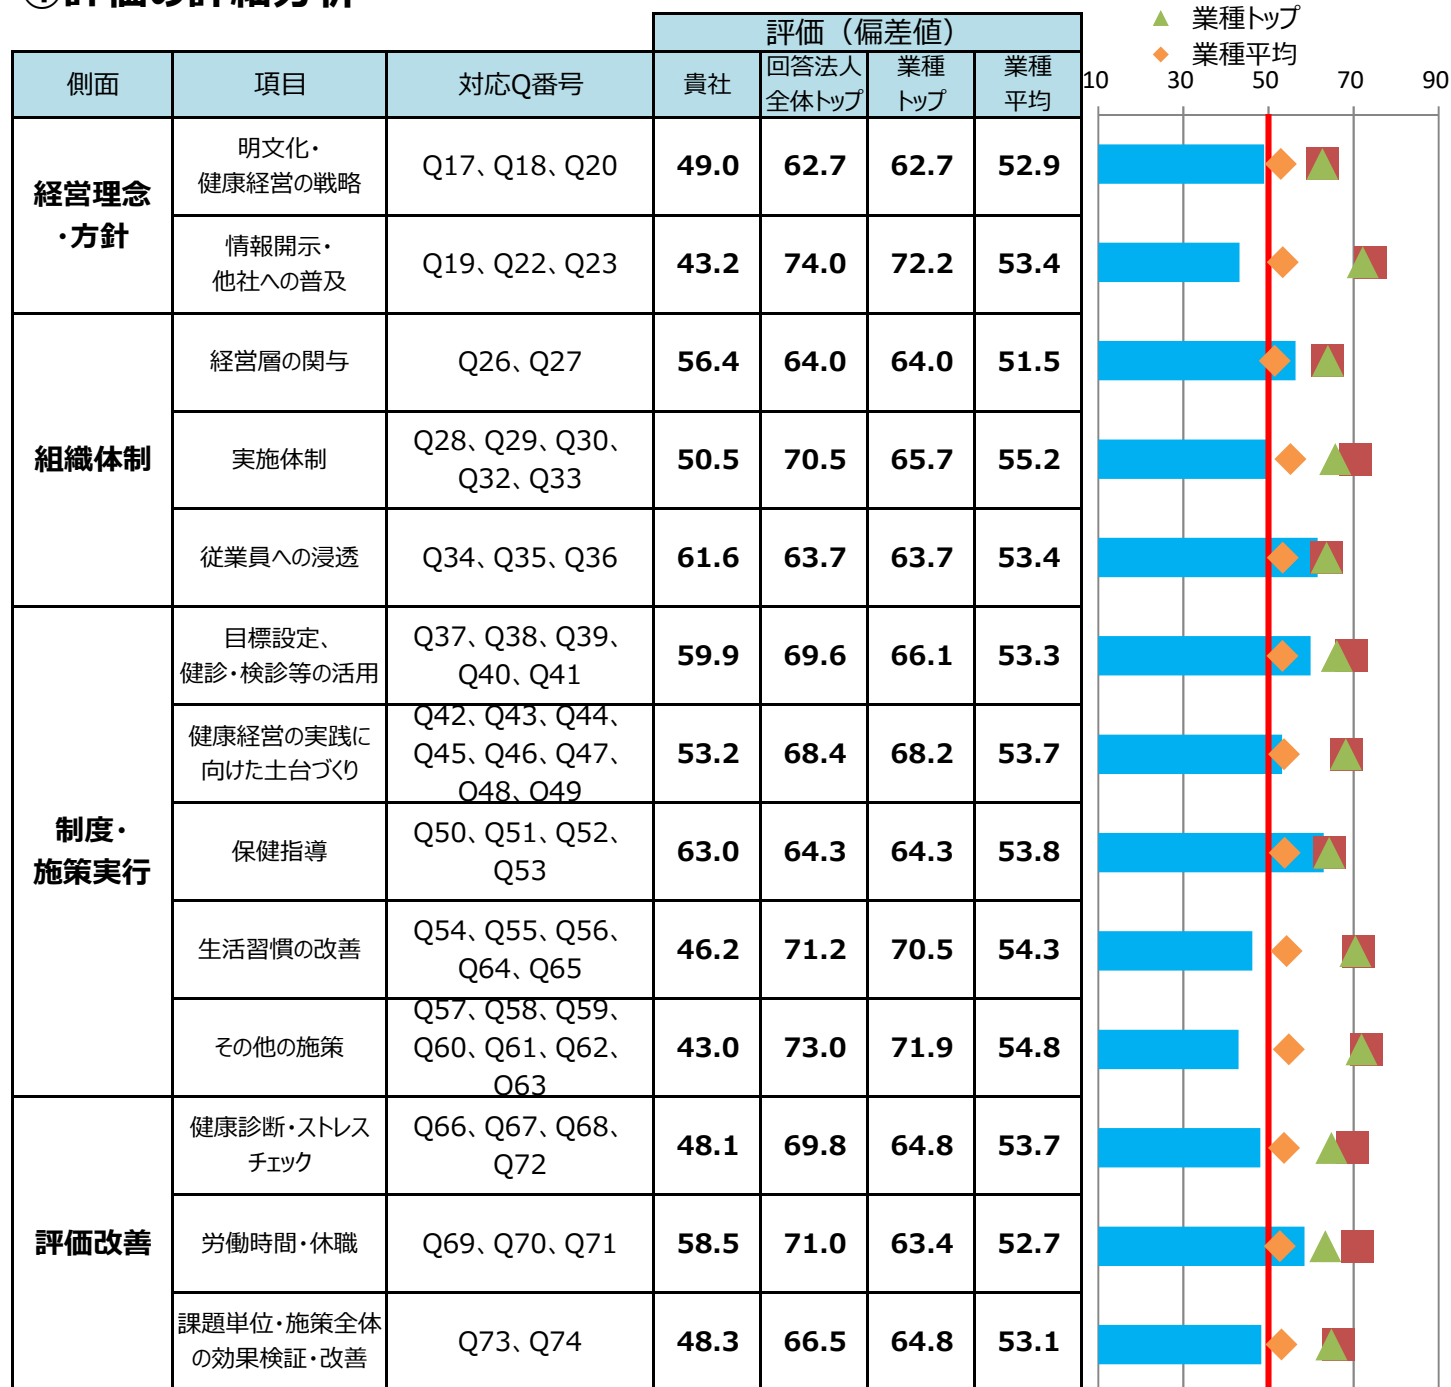 ①評価の詳細分析
業種トップ
業種平均
評価（偏差値）
側面 項目 対応Q番号 貴社 回答法人全体トップ 業種トップ 業種平均
10 30 50 70 90
経営理念・方針
明文化・健康経営の戦略 Q17、Q18、Q20 49.0 62.7 62.7 52.9
情報開示・他社への普及 Q19、Q22、Q23 43.2 74.0 72.2 53.4
組織体制
経営層の関与 Q26、Q27 56.4 64.0 64.0 51.5
実施体制 Q28、Q29、Q30、Q32、Q33 50.5 70.5 65.7 55.2
従業員への浸透 Q34、Q35、Q36 61.6 63.7 63.7 53.4
制度・施策実行
目標設定、健診・検診等の活用 Q37、Q38、Q39、Q40、Q41 59.9 69.6 66.1 53.3
健康経営の実践に向けた土台づくり Q42、Q43、Q44、Q45、Q46、Q47、Q48、Q49 53.2 68.4 68.2 53.7
保健指導 Q50、Q51、Q52、Q53 63.0 64.3 64.3 53.8
生活習慣の改善 Q54、Q55、Q56、Q64、Q65 46.2 71.2 70.5 54.3
その他の施策 Q57、Q58、Q59、Q60、Q61、Q62、Q63 43.0 73.0 71.9 54.8
評価改善
健康診断・ストレスチェック Q66、Q67、Q68、Q72 48.1 69.8 64.8 53.7
労働時間・休職 Q69、Q70、Q71 58.5 71.0 63.4 52.7
課題単位・施策全体の効果検証・改善 Q73、Q74 48.3 66.5 64.8 53.1